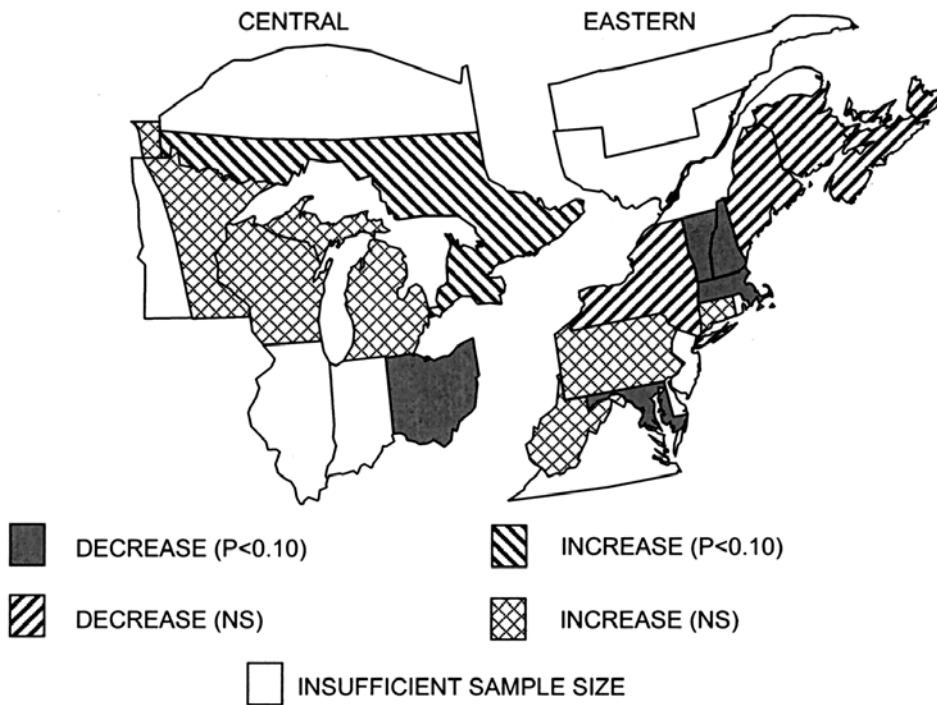 CENTRAL
EASTERN
DECREASE (P<0.10)
INCREASE (P<0.10)
DECREASE (NS)
INCREASE (NS)
INSUFFICIENT SAMPLE SIZE